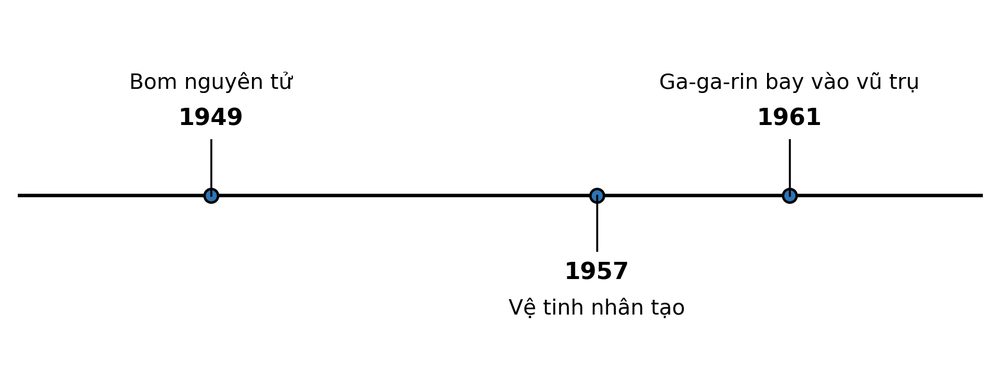 Bom nguyên tử
1949
Ga-ga-rin bay vào vũ trụ
1961
1957
Vệ tinh nhân tạo